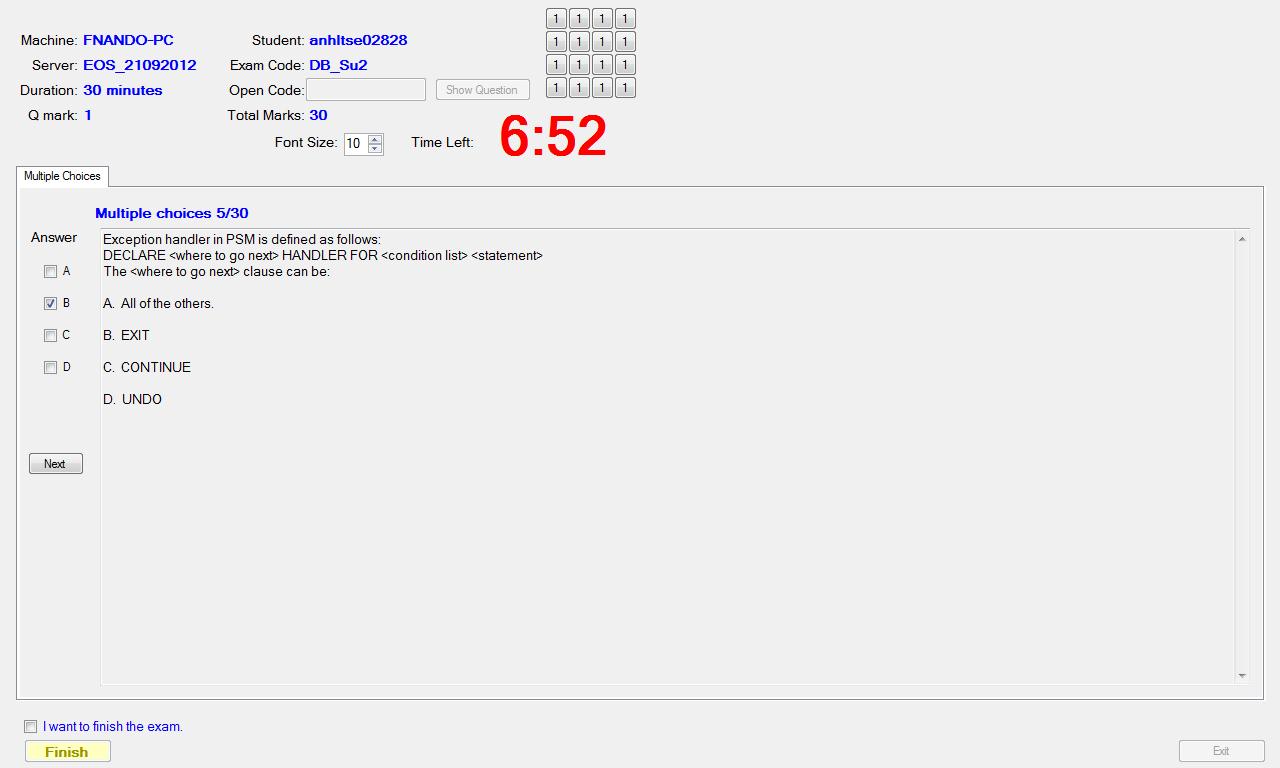 1 1 1 1
Machine: FNANDO-PC Student: anhltse02828
1 1 1 1
Server: EOS_21092012 Exam Code: DB_Su2
1 1 1 1
Duration: 30 minutes Open Code: Show Question
1 1 1 1
Q mark: 1 Total Marks: 30
Font Size: 10 Time Left: 6:52
Multiple Choices
Multiple choices 5/30
Answer
Exception handler in PSM is defined as follows:
DECLARE <where to go next> HANDLER FOR <condition list> <statement>
The <where to go next> clause can be:
A
B
C
D
A. All of the others.
B. EXIT
C. CONTINUE
D. UNDO
Next
I want to finish the exam.
Finish
Exit